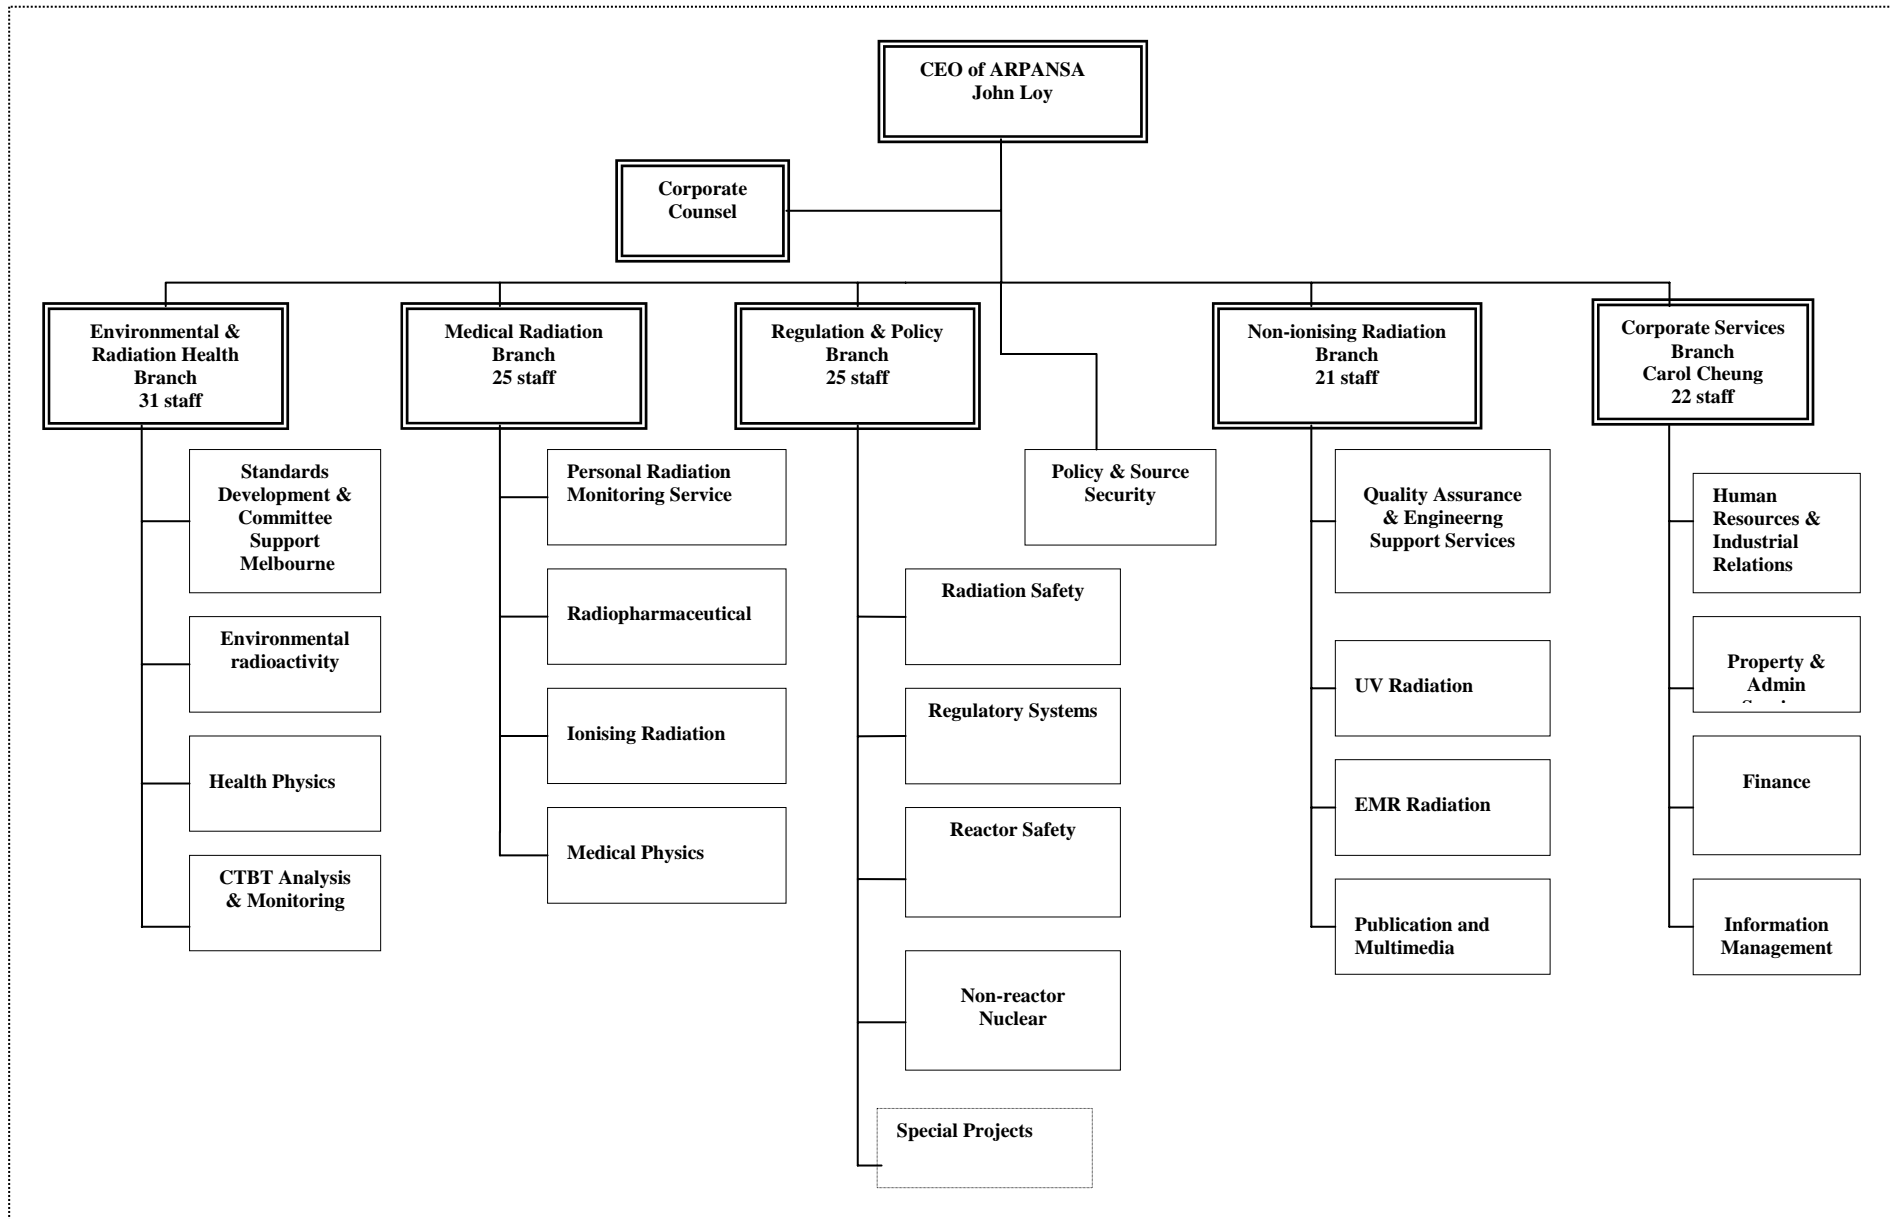 CEO of ARPANSA
John Loy
Corporate
Counsel
Environmental &
Radiation Health
Branch
31 staff
Medical Radiation
Branch
25 staff
Regulation & Policy
Branch
25 staff
Non-ionising Radiation
Branch
21 staff
Corporate Services
Branch
Carol Cheung
22 staff
Standards
Development &
Committee
Support
Melbourne
Environmental
radioactivity
Health Physics
CTBT Analysis
& Monitoring
Personal Radiation
Monitoring Service
Radiopharmaceutical
Ionising Radiation
Medical Physics
Policy & Source
Security
Radiation Safety
Regulatory Systems
Reactor Safety
Non-reactor
Nuclear
Special Projects
Quality Assurance
& Engineerng
Support Services
UV Radiation
EMR Radiation
Publication and
Multimedia
Human
Resources &
Industrial
Relations
Property &
Admin
Finance
Information
Management